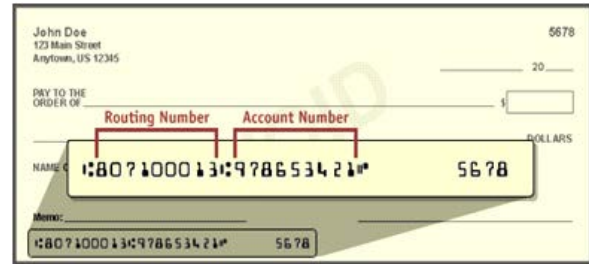 John Doe 5678
123 Main Street
Anytown, US 12345
20
PAY TO THE
ORDER OF $
Routing Number Account Number
DOLLARS
⑆807100013⑆978653421⑈ 5678
NAME
Memo:
⑆807100013⑆978653421⑈ 5678